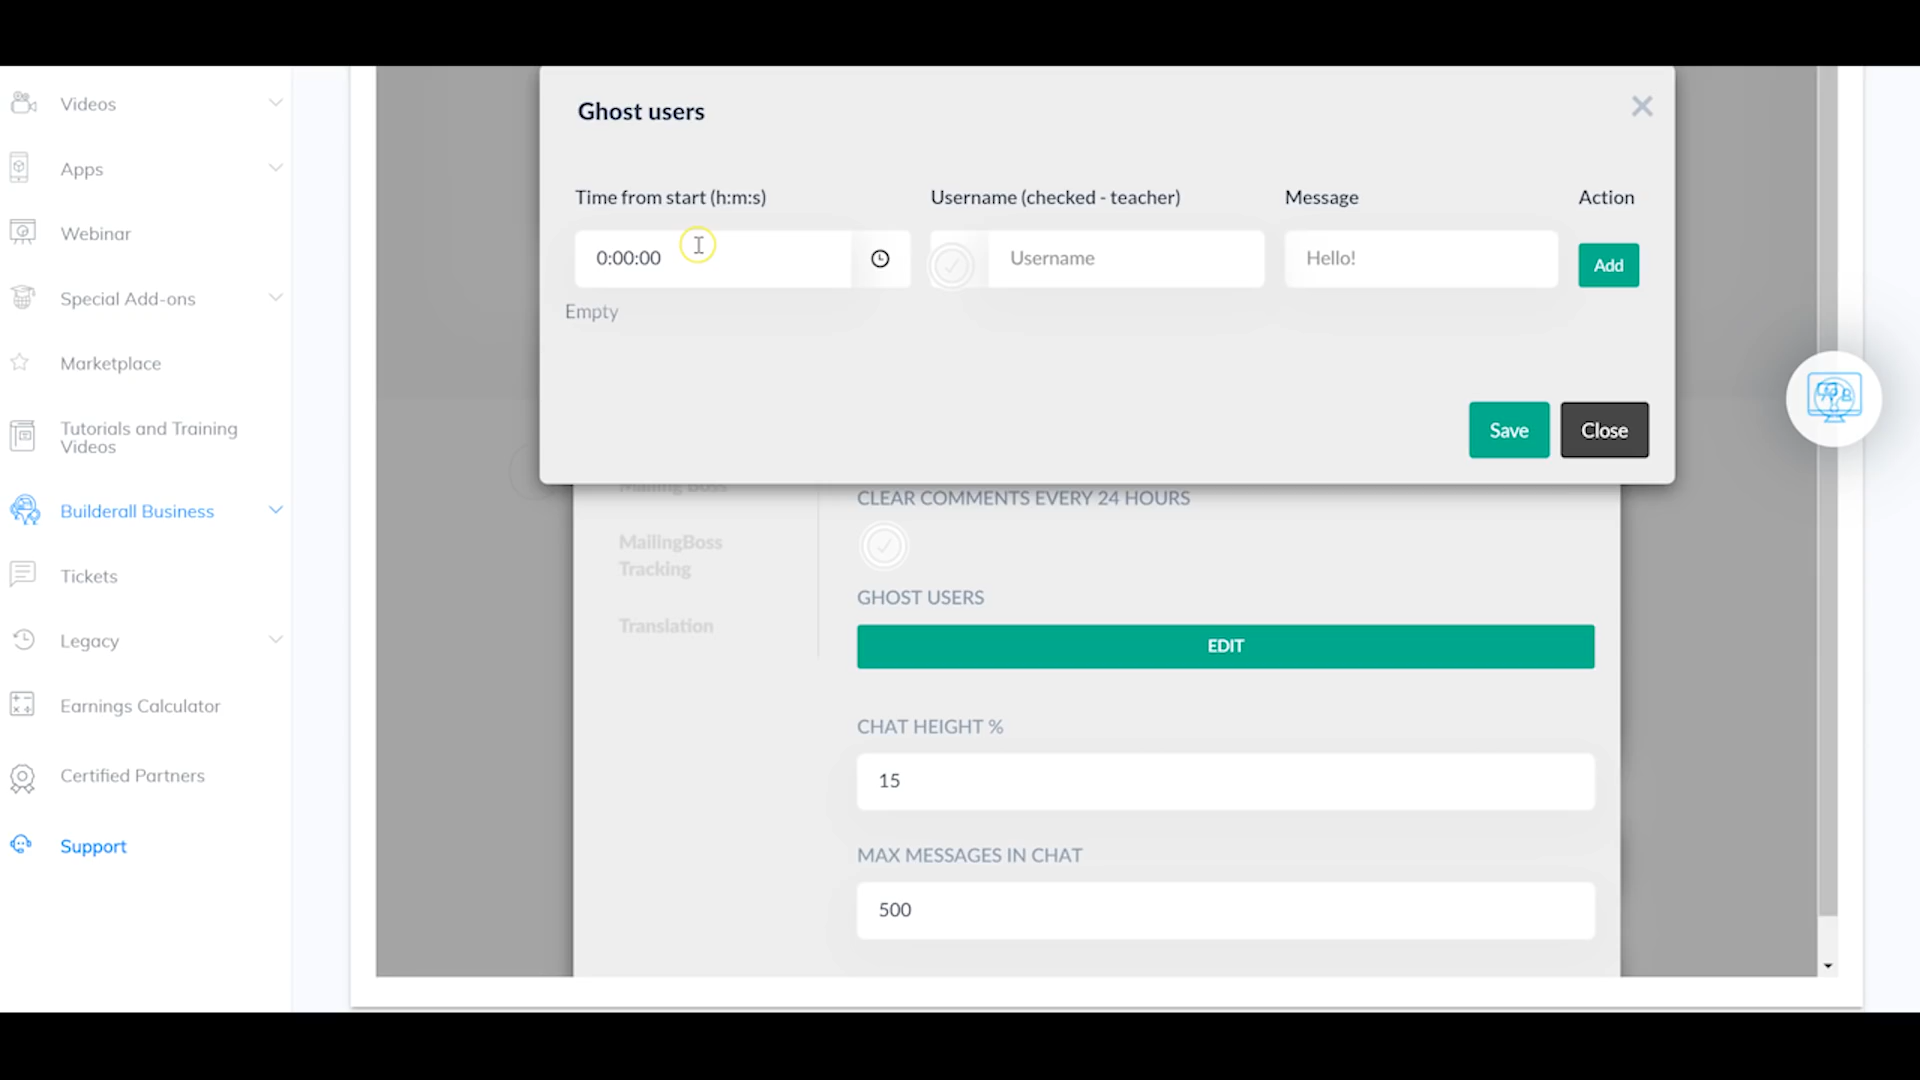 Videos
Apps
Webinar
Special Add-ons
Marketplace
Tutorials and Training
Videos
Builderall Business
Tickets
Legacy
Earnings Calculator
Certified Partners
Support
Ghost users
Time from start (h:m:s)
Username (checked - teacher)
Message
Action
0:00:00
Username
Hello!
Add
Empty
Save
Close
Mailing Boss
MailingBoss
Tracking
Translation
CLEAR COMMENTS EVERY 24 HOURS
GHOST USERS
EDIT
CHAT HEIGHT %
15
MAX MESSAGES IN CHAT
500